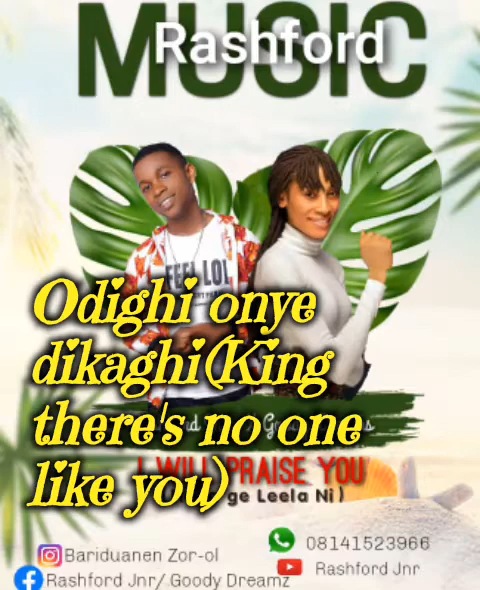 MUSIC
Rashford
FEEL LOL
Odighi onye
dikaghi(King
there's no one
like you)
I WILL PRAISE YOU
ge Leela Ni)
Bariduanen Zor-ol
08141523966
Rashford Jnr/ Goody Dreamz
Rashford Jnr